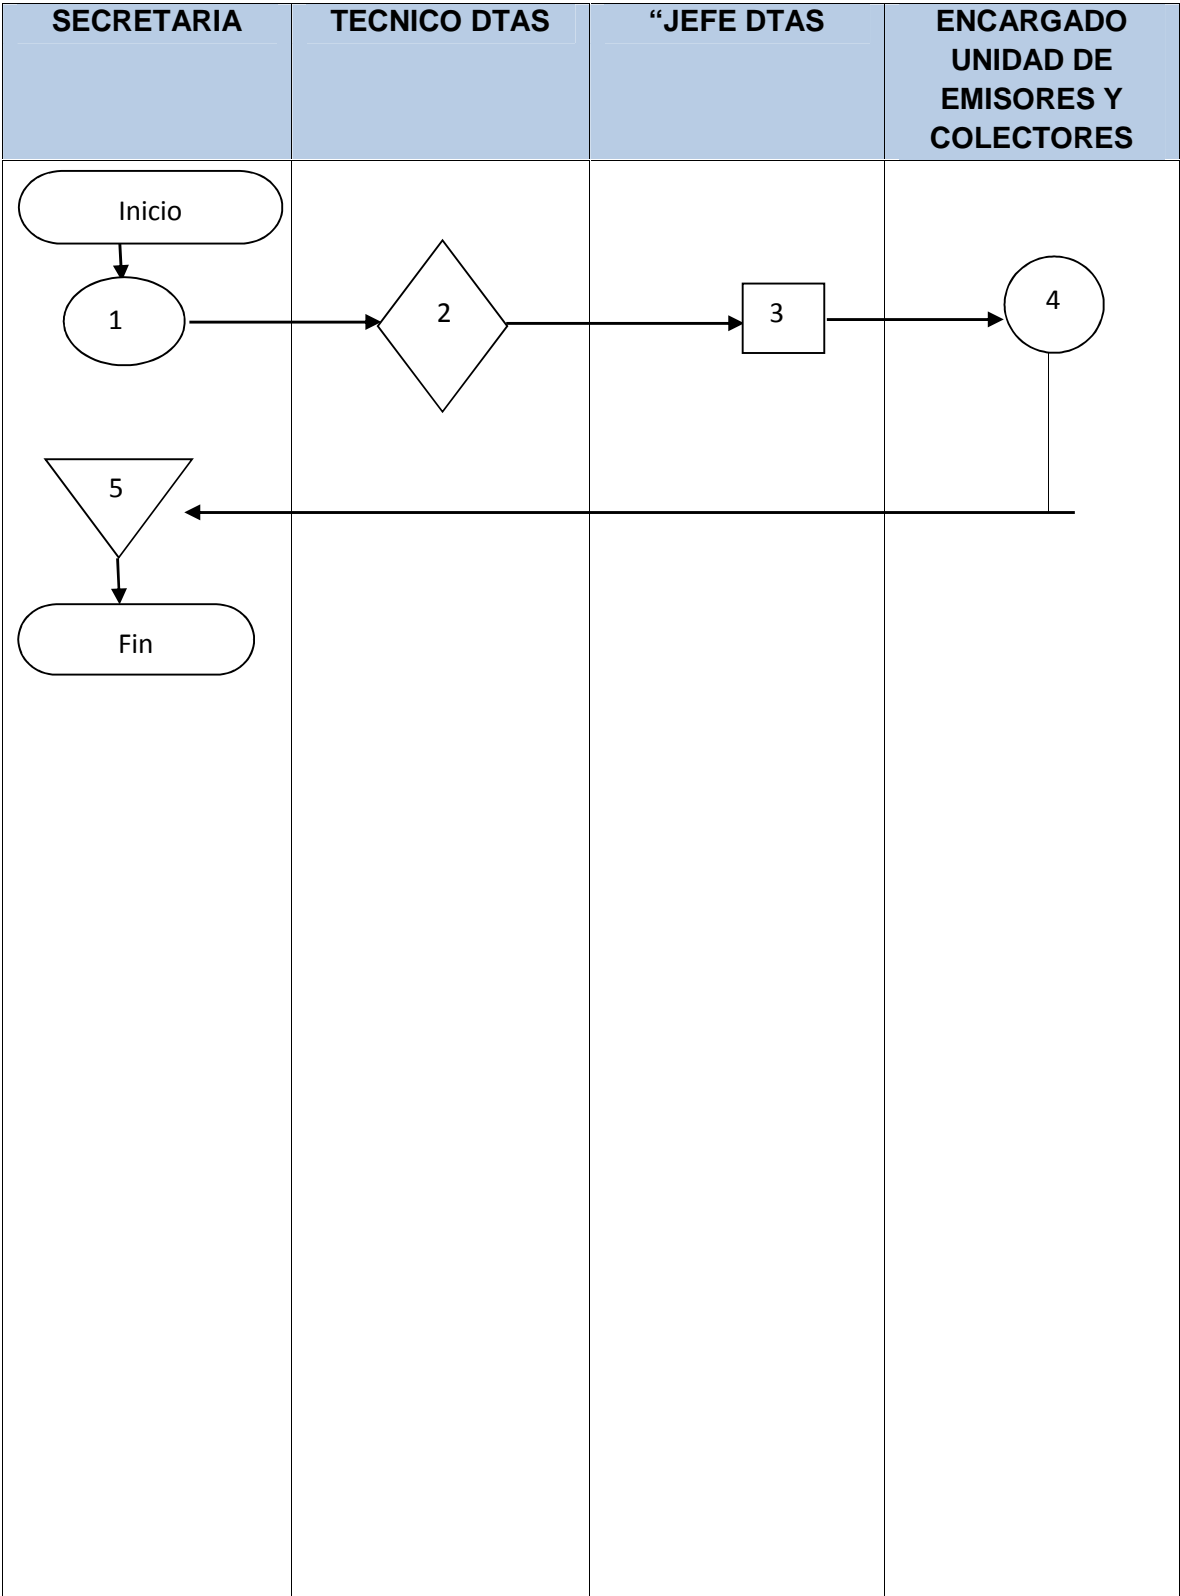 SECRETARIA
TECNICO DTAS
“JEFE DTAS
ENCARGADO
UNIDAD DE
EMISORES Y
COLECTORES
Inicio
1
2
3
4
5
Fin